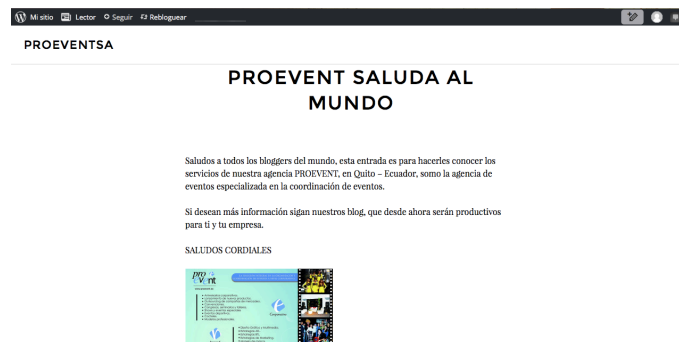 Mi sitio Lector Seguir Rebloguear
PROEVENTSA
PROEVENT SALUDA AL
MUNDO
Saludos a todos los bloggers del mundo, esta entrada es para hacerles conocer los
servicios de nuestra agencia PROEVENT, en Quito – Ecuador, somo la agencia de
eventos especializada en la coordinación de eventos.
Si desean más información sigan nuestros blog, que desde ahora serán productivos
para ti y tu empresa.
SALUDOS CORDIALES
pro
event